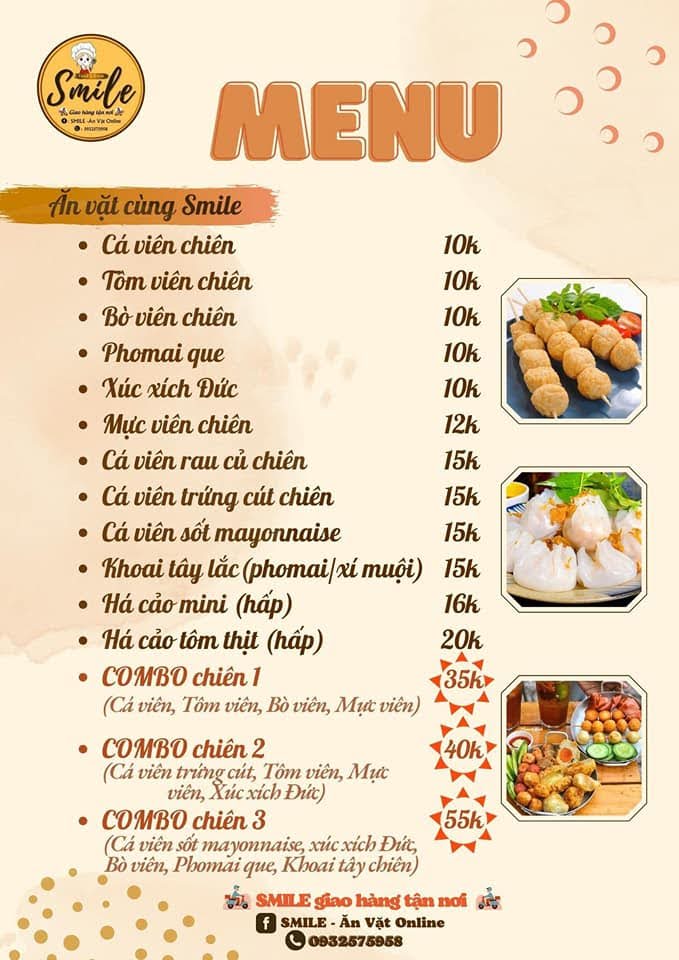 Smile
Giao hàng tận nơi
SMILE -Ăn Vặt Online
: 0932575958
MENU
Ăn vặt cùng Smile
• Cá viên chiên 10k
• Tôm viên chiên 10k
• Bò viên chiên 10k
• Phomai que 10k
• Xúc xích Đức 10k
• Mực viên chiên 12k
• Cá viên rau củ chiên 15k
• Cá viên trứng cút chiên 15k
• Cá viên sốt mayonnaise 15k
• Khoai tây lắc (phomai/xí muội) 15k
• Há cảo mini (hấp) 16k
• Há cảo tôm thịt (hấp) 20k
• COMBO chiên 1 35k
(Cá viên, Tôm viên, Bò viên, Mực viên)
• COMBO chiên 2 40k
(Cá viên trứng cút, Tôm viên, Mực
viên, Xúc xích Đức)
• COMBO chiên 3 55k
(Cá viên sốt mayonnaise, xúc xích Đức,
Bò viên, Phomai que, Khoai tây chiên)
SMILE giao hàng tận nơi
SMILE - Ăn Vặt Online
0932575958